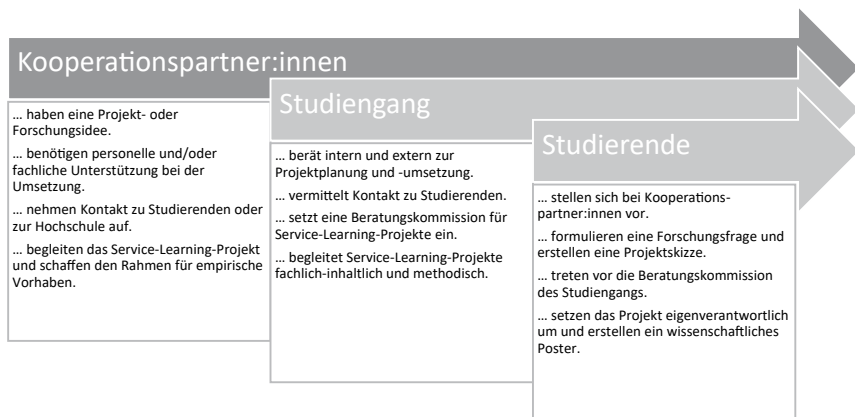 Kooperationspartner:innen
… haben eine Projekt- oder
Forschungsidee.
… benötigen personelle und/oder
fachliche Unterstützung bei der
Umsetzung.
… nehmen Kontakt zu Studierenden oder
zur Hochschule auf.
… begleiten das Service-Learning-Projekt
und schaffen den Rahmen für empirische
Vorhaben.
Studiengang
… berät intern und extern zur
Projektplanung und -umsetzung.
… vermittelt Kontakt zu Studierenden.
… setzt eine Beratungskommission für
Service-Learning-Projekte ein.
… begleitet Service-Learning-Projekte
fachlich-inhaltlich und methodisch.
Studierende
… stellen sich bei Kooperations-
partner:innen vor.
… formulieren eine Forschungsfrage und
erstellen eine Projektskizze.
… treten vor die Beratungskommission
des Studiengangs.
… setzen das Projekt eigenverantwortlich
um und erstellen ein wissenschaftliches
Poster.